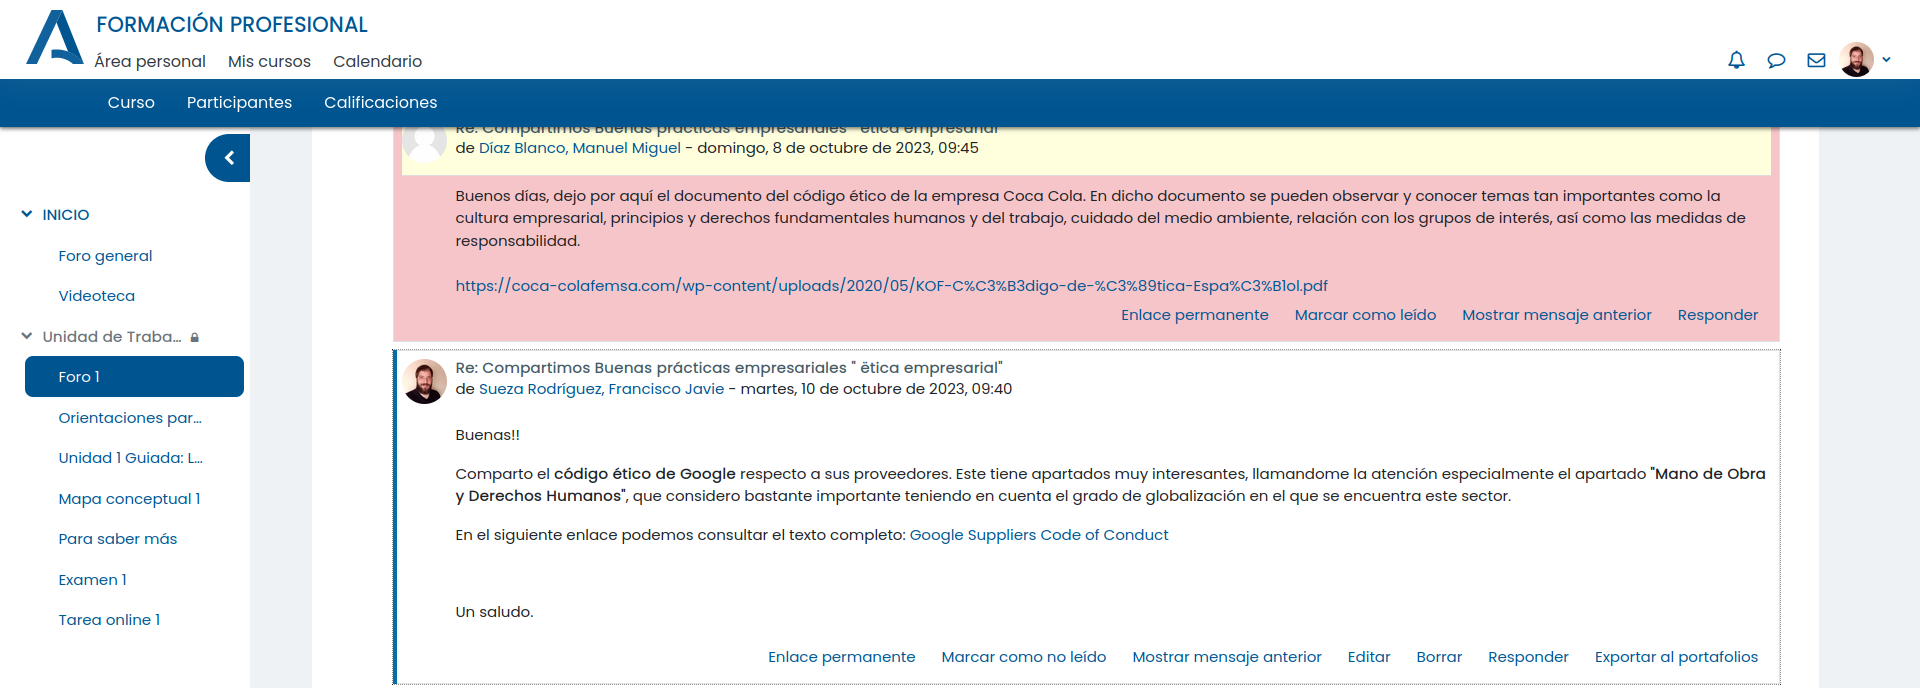 FORMACIÓN PROFESIONAL
Área personal Mis cursos Calendario
Curso Participantes Calificaciones
INICIO
Foro general
Videoteca
Unidad de Traba...
Foro 1
Orientaciones par...
Unidad 1 Guiada: L...
Mapa conceptual 1
Para saber más
Examen 1
Tarea online 1
Re: Compartimos Buenas prácticas empresariales " ëtica empresarial"
de Díaz Blanco, Manuel Miguel - domingo, 8 de octubre de 2023, 09:45
Buenos días, dejo por aquí el documento del código ético de la empresa Coca Cola. En dicho documento se pueden observar y conocer temas tan importantes como la
cultura empresarial, principios y derechos fundamentales humanos y del trabajo, cuidado del medio ambiente, relación con los grupos de interés, así como las medidas de
responsabilidad.
https://coca-colafemsa.com/wp-content/uploads/2020/05/KOF-C%C3%B3digo-de-%C3%89tica-Espa%C3%B1ol.pdf
Enlace permanente Marcar como leído Mostrar mensaje anterior Responder
Re: Compartimos Buenas prácticas empresariales " ëtica empresarial"
de Sueza Rodríguez, Francisco Javie - martes, 10 de octubre de 2023, 09:40
Buenas!!
Comparto el código ético de Google respecto a sus proveedores. Este tiene apartados muy interesantes, llamandome la atención especialmente el apartado "Mano de Obra
y Derechos Humanos", que considero bastante importante teniendo en cuenta el grado de globalización en el que se encuentra este sector.
En el siguiente enlace podemos consultar el texto completo: Google Suppliers Code of Conduct
Un saludo.
Enlace permanente Marcar como no leído Mostrar mensaje anterior Editar Borrar Responder Exportar al portafolios